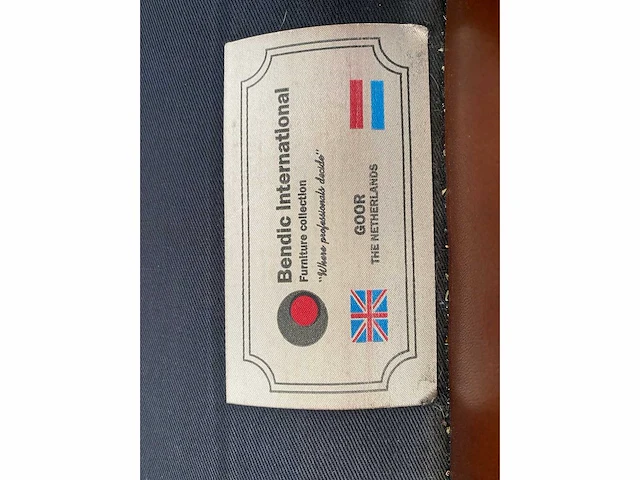 Bendic International
Furniture collection
"Where professionals decide"
GOOR
THE NETHERLANDS